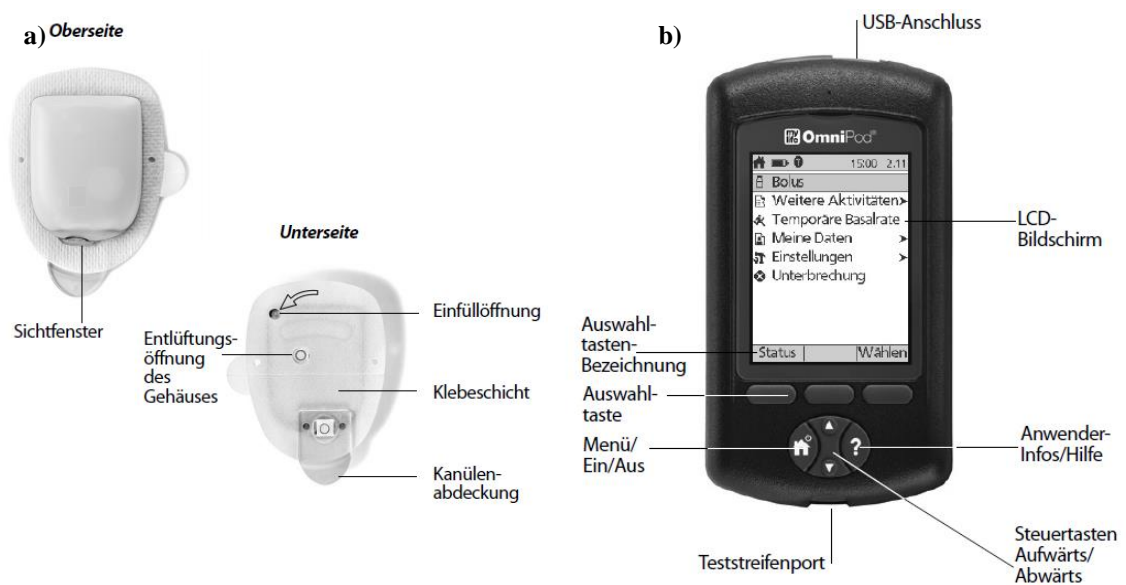 a) Oberseite
Sichtfenster
Unterseite
Einfüllöffnung
Entlüftungs-
öffnung
des
Gehäuses
Klebeschicht
Kanülen-
abdeckung
b)
USB-Anschluss
OmniPod®
15:00 2.11
Bolus
Weitere Aktivitäten
Temporäre Basalrate
Meine Daten
Einstellungen
Unterbrechung
Status Wählen
LCD-
Bildschirm
Auswahl-
tasten-
Bezeichnung
Auswahl-
taste
Menü/
Ein/Aus
?
Anwender-
Infos/Hilfe
Steuertasten
Aufwärts/
Abwärts
Teststreifenport